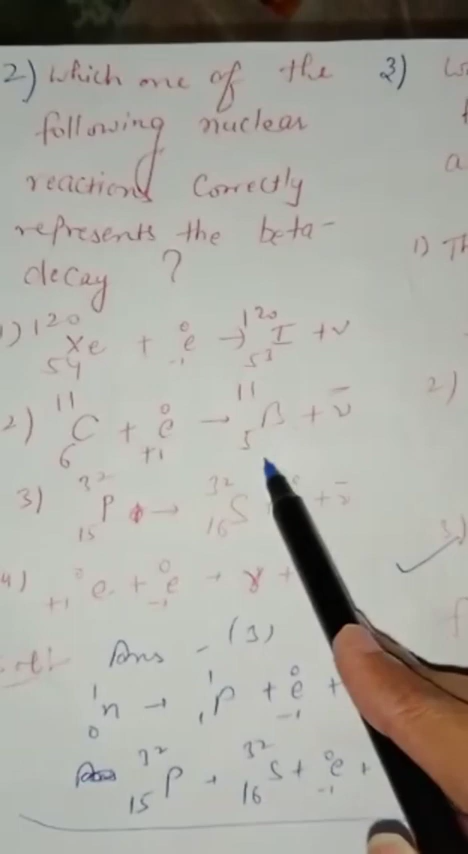 2) Which one of the
following nuclear
reactions correctly
represents the beta-
decay ?
1) ¹²⁰₅₄Xe + ⁰₋₁e → ¹²⁰₅₃I + ν
2) ¹¹₆C + ⁰₊₁e → ¹¹₅B + ν̄
3) ³²₁₅P → ³²₁₆S + ν̄
4) ⁰₊₁e + ⁰₋₁e → γ +
Ans - (3)
¹₀n → ¹₁P + ⁰₋₁e +
³²₁₅P → ³²₁₆S + ⁰₋₁e +
3)
a
1) Th
2)
3)
f